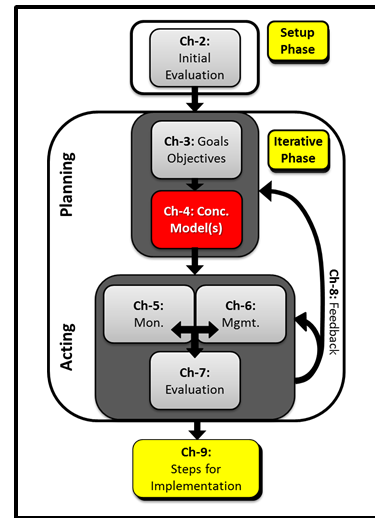 Ch-2:
Initial
Evaluation
Setup
Phase
Planning
Ch-3: Goals
Objectives
Iterative
Phase
Ch-4: Conc.
Model(s)
Acting
Ch-5:
Mon.
Ch-6:
Mgmt.
Ch-8: Feedback
Ch-7:
Evaluation
Ch-9:
Steps for
Implementation